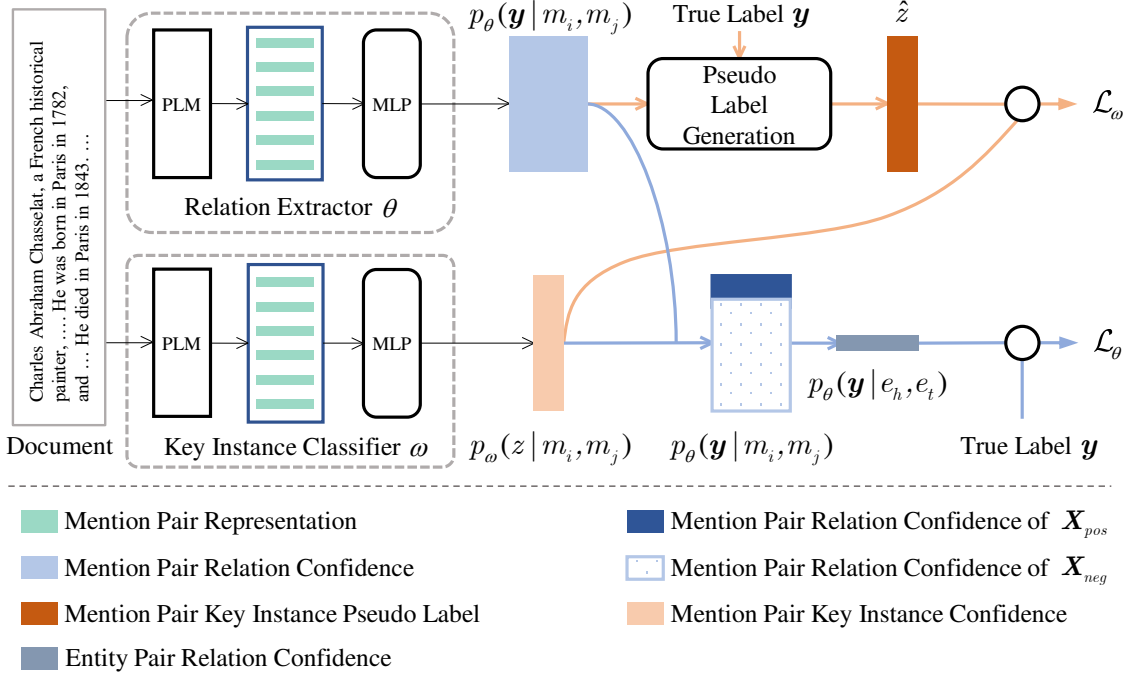 Charles Abraham Chasselat, a French historical
painter, .... He was born in Paris in 1782,
and ... He died in Paris in 1843. ...
Document
PLM
MLP
Relation Extractor θ
PLM
MLP
Key Instance Classifier ω
p_θ(y | m_i, m_j)
True Label y
ẑ
Pseudo
Label
Generation
ℒ_ω
p_ω(z | m_i, m_j)
p_θ(y | m_i, m_j)
p_θ(y | e_h, e_t)
ℒ_θ
True Label y
Mention Pair Representation
Mention Pair Relation Confidence
Mention Pair Key Instance Pseudo Label
Entity Pair Relation Confidence
Mention Pair Relation Confidence of X_pos
Mention Pair Relation Confidence of X_neg
Mention Pair Key Instance Confidence